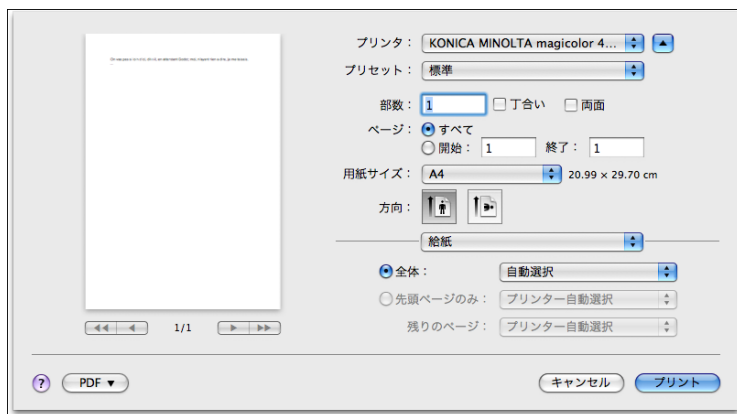 プリンタ： KONICA MINOLTA magicolor 4...
プリセット： 標準
部数： 1 丁合い 両面
ページ： すべて
開始： 1 終了： 1
用紙サイズ： A4 20.99 × 29.70 cm
方向：
給紙
全体： 自動選択
先頭ページのみ： プリンター自動選択
残りのページ： プリンター自動選択
1/1
? PDF ▼ キャンセル プリント